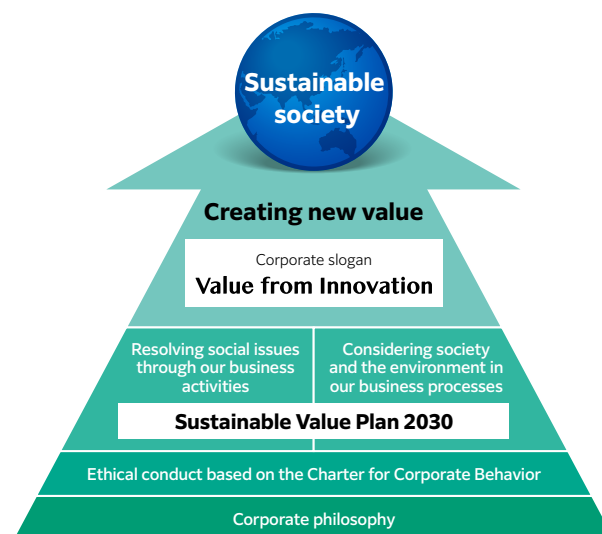 Sustainable
society
Creating new value
Corporate slogan
Value from Innovation
Resolving social issues
through our business
activities
Considering society
and the environment in
our business processes
Sustainable Value Plan 2030
Ethical conduct based on the Charter for Corporate Behavior
Corporate philosophy